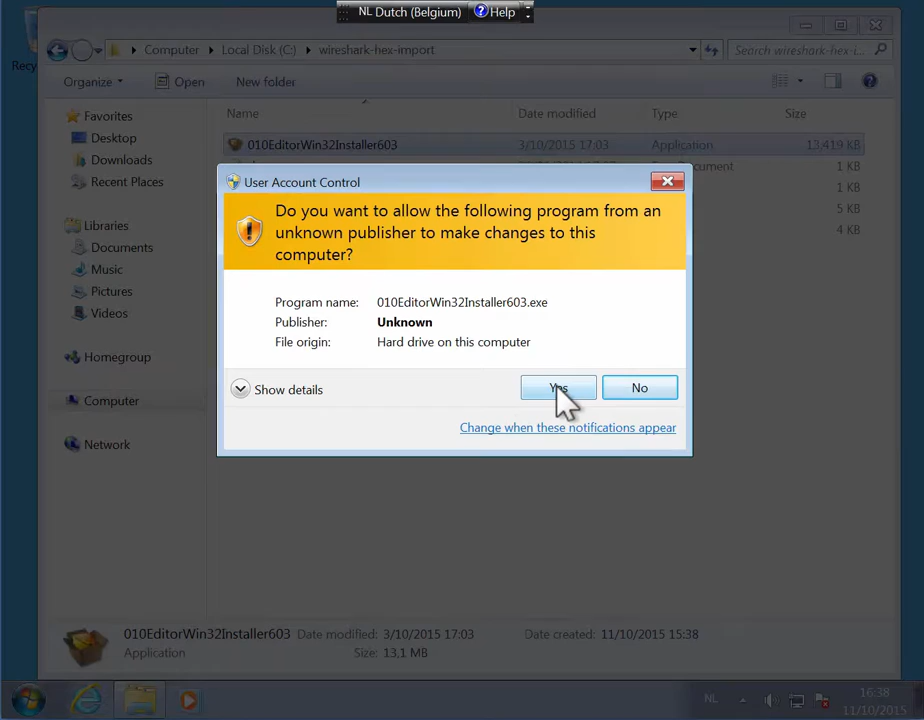 NL Dutch (Belgium) Help
Computer Local Disk (C:) wireshark-hex-import
Search wireshark-hex-i...
Organize Open New folder
Name Date modified Type Size
Favorites
Desktop
Downloads
Recent Places
Libraries
Documents
Music
Pictures
Videos
Homegroup
Computer
Network
010EditorWin32Installer603 3/10/2015 17:03 Application 13.419 KB
1 KB
1 KB
5 KB
4 KB
User Account Control
Do you want to allow the following program from an
unknown publisher to make changes to this
computer?
Program name: 010EditorWin32Installer603.exe
Publisher: Unknown
File origin: Hard drive on this computer
Show details
Yes
No
Change when these notifications appear
010EditorWin32Installer603 Date modified: 3/10/2015 17:03 Date created: 11/10/2015 15:38
Application Size: 13,1 MB
NL
16:38
11/10/2015